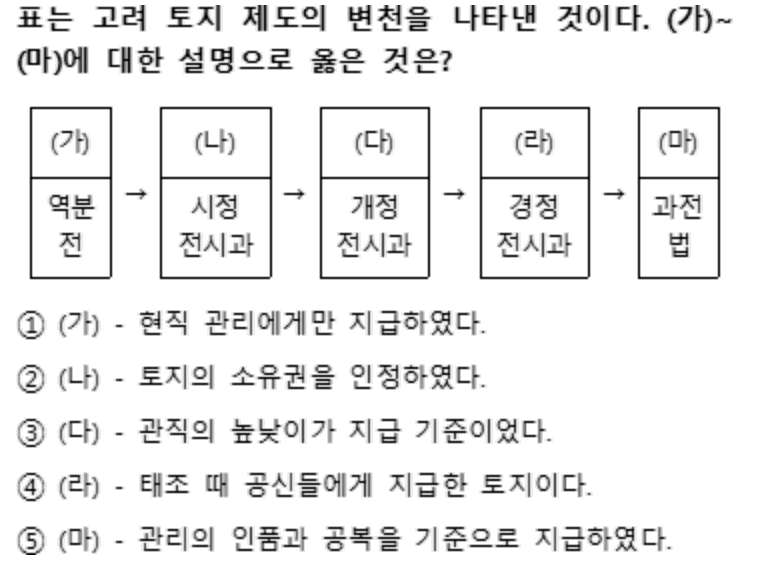 표는 고려 토지 제도의 변천을 나타낸 것이다. (가)~
(마)에 대한 설명으로 옳은 것은?
(가) (나) (다) (라) (마)
역분 → 시정 → 개정 → 경정 → 과전
전 전시과 전시과 전시과 법
① (가) - 현직 관리에게만 지급하였다.
② (나) - 토지의 소유권을 인정하였다.
③ (다) - 관직의 높낮이가 지급 기준이었다.
④ (라) - 태조 때 공신들에게 지급한 토지이다.
⑤ (마) - 관리의 인품과 공복을 기준으로 지급하였다.